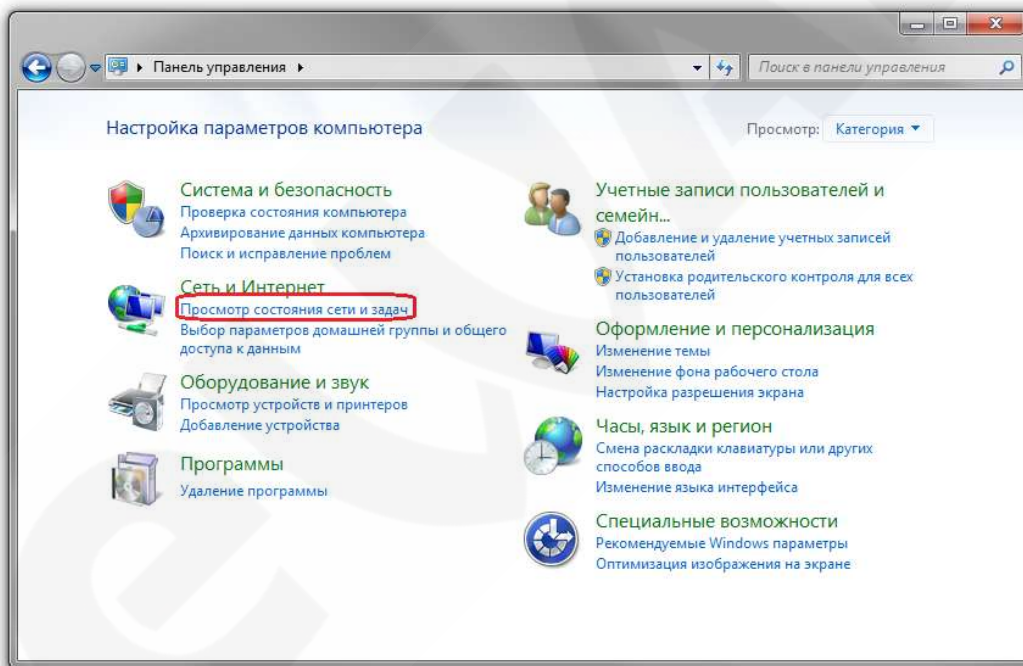 Панель управления
Поиск в панели управления
Настройка параметров компьютера
Просмотр: Категория
Система и безопасность
Проверка состояния компьютера
Архивирование данных компьютера
Поиск и исправление проблем
Сеть и Интернет
Просмотр состояния сети и задач
Выбор параметров домашней группы и общего
доступа к данным
Оборудование и звук
Просмотр устройств и принтеров
Добавление устройства
Программы
Удаление программы
Учетные записи пользователей и
семейн...
Добавление и удаление учетных записей
пользователей
Установка родительского контроля для всех
пользователей
Оформление и персонализация
Изменение темы
Изменение фона рабочего стола
Настройка разрешения экрана
Часы, язык и регион
Смена раскладки клавиатуры или других
способов ввода
Изменение языка интерфейса
Специальные возможности
Рекомендуемые Windows параметры
Оптимизация изображения на экране